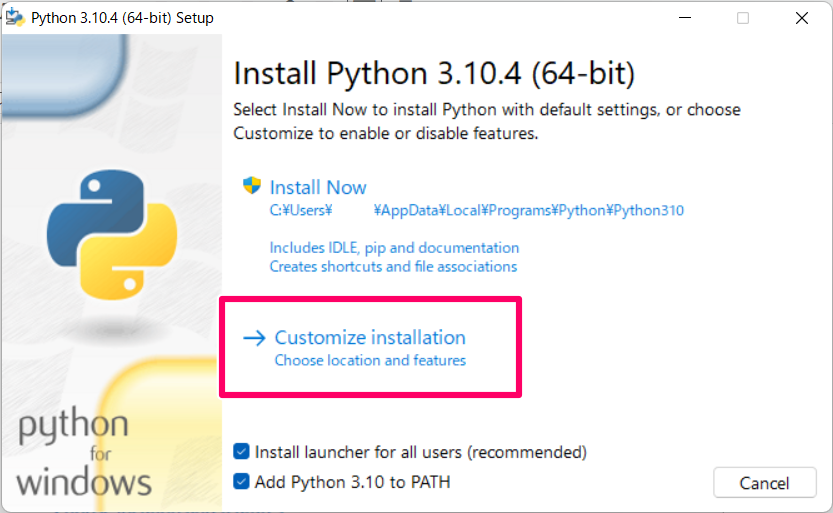 Python 3.10.4 (64-bit) Setup
Install Python 3.10.4 (64-bit)
Select Install Now to install Python with default settings, or choose
Customize to enable or disable features.
Install Now
C:¥Users¥ ¥AppData¥Local¥Programs¥Python¥Python310
Includes IDLE, pip and documentation
Creates shortcuts and file associations
Customize installation
Choose location and features
python
for
windows
Install launcher for all users (recommended)
Add Python 3.10 to PATH
Cancel